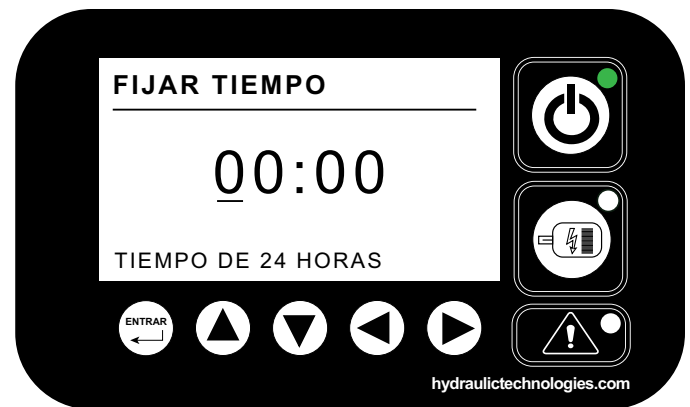 FIJAR TIEMPO
00:00
TIEMPO DE 24 HORAS
ENTRAR
hydraulictechnologies.com